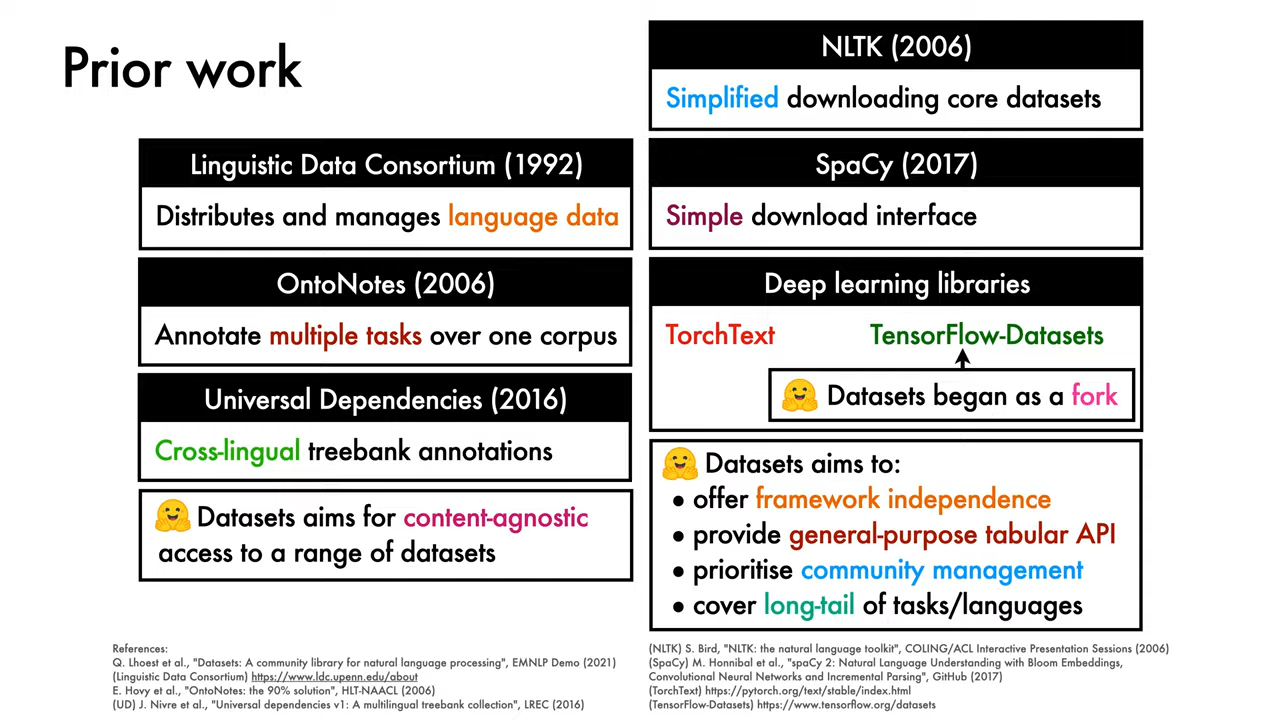 Prior work
Linguistic Data Consortium (1992)
Distributes and manages language data
OntoNotes (2006)
Annotate multiple tasks over one corpus
Universal Dependencies (2016)
Cross-lingual treebank annotations
Datasets aims for content-agnostic
access to a range of datasets
NLTK (2006)
Simplified downloading core datasets
SpaCy (2017)
Simple download interface
Deep learning libraries
TorchText TensorFlow-Datasets
Datasets began as a fork
Datasets aims to:
• offer framework independence
• provide general-purpose tabular API
• prioritise community management
• cover long-tail of tasks/languages
References:
Q. Lhoest et al., "Datasets: A community library for natural language processing", EMNLP Demo (2021)
(Linguistic Data Consortium) https://www.ldc.upenn.edu/about
E. Hovy et al., "OntoNotes: the 90% solution", HLT-NAACL (2006)
(UD) J. Nivre et al., "Universal dependencies v1: A multilingual treebank collection", LREC (2016)
(NLTK) S. Bird, "NLTK: the natural language toolkit", COLING/ACL Interactive Presentation Sessions (2006)
(SpaCy) M. Honnibal et al., "spaCy 2: Natural Language Understanding with Bloom Embeddings,
Convolutional Neural Networks and Incremental Parsing", GitHub (2017)
(TorchText) https://pytorch.org/text/stable/index.html
(TensorFlow-Datasets) https://www.tensorflow.org/datasets